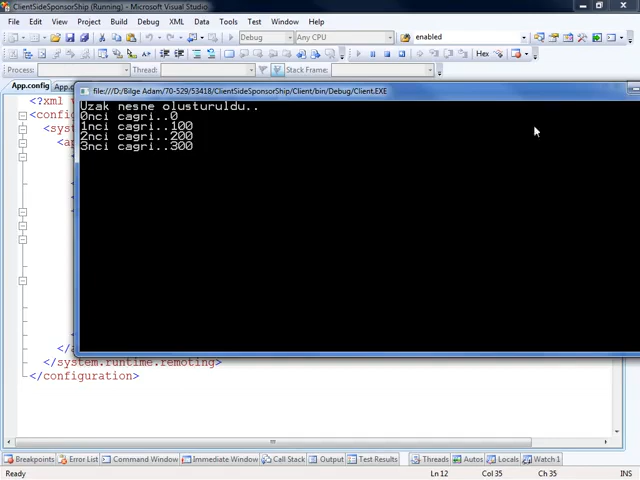 ClientSideSponsorShip (Running) - Microsoft Visual Studio
File Edit View Project Build Debug XML Data Tools Test Window Help
Debug Any CPU enabled
Hex
Process: Thread: Stack Frame:
App.config
file:///D:/Bilge Adam/70-529/53418/ClientSideSponsorShip/Client/bin/Debug/Client.EXE
<?xml
Uzak nesne olusturuldu..
<config
0nci cagri..0
1nci cagri..100
<sys
2nci cagri..200
<ap
3nci cagri..300
</a
</system.runtime.remoting>
</configuration>
Breakpoints Error List Command Window Immediate Window Call Stack Output Test Results Threads Autos Locals Watch 1
Ready Ln 12 Col 35 Ch 35 INS